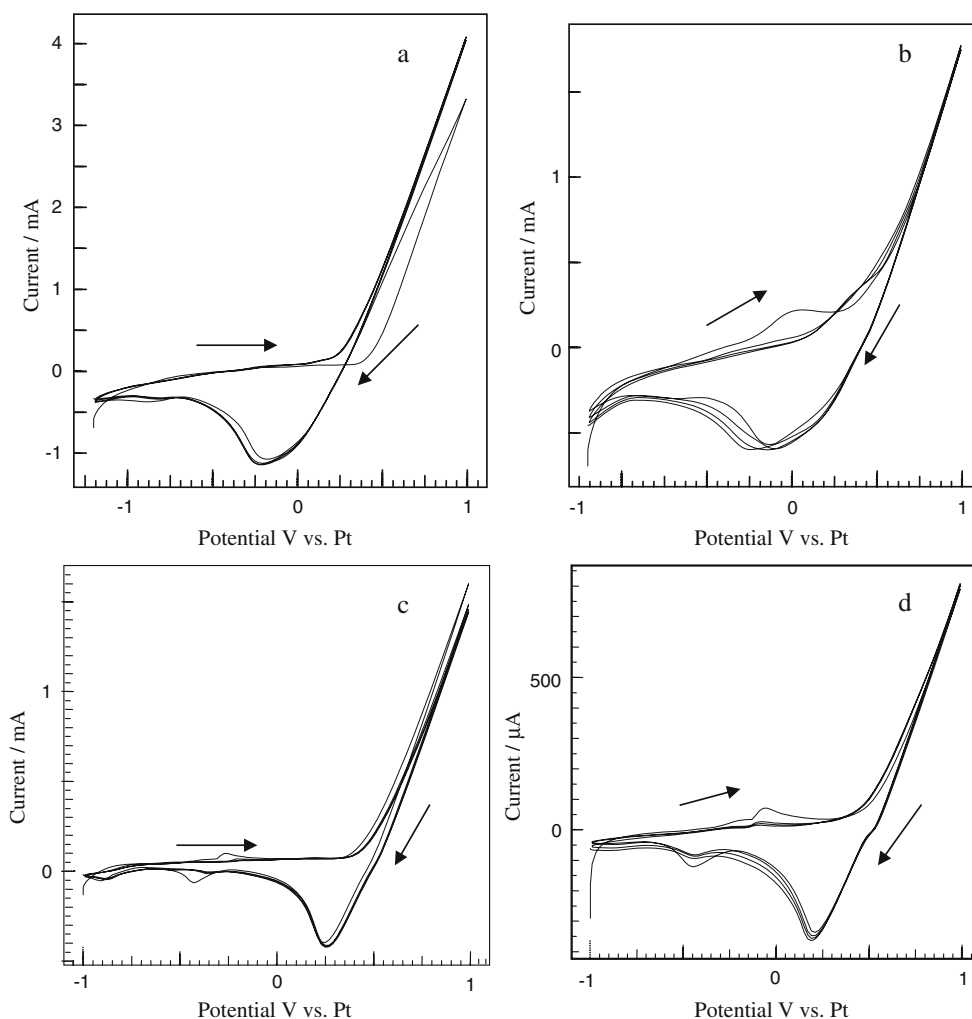 a
4
3
2
1
0
-1
Current / mA
-1
0
1
Potential V vs. Pt
b
1
0
Current / mA
-1
0
1
Potential V vs. Pt
c
1
0
Current / mA
-1
0
1
Potential V vs. Pt
d
500
0
Current / µA
-1
0
1
Potential V vs. Pt